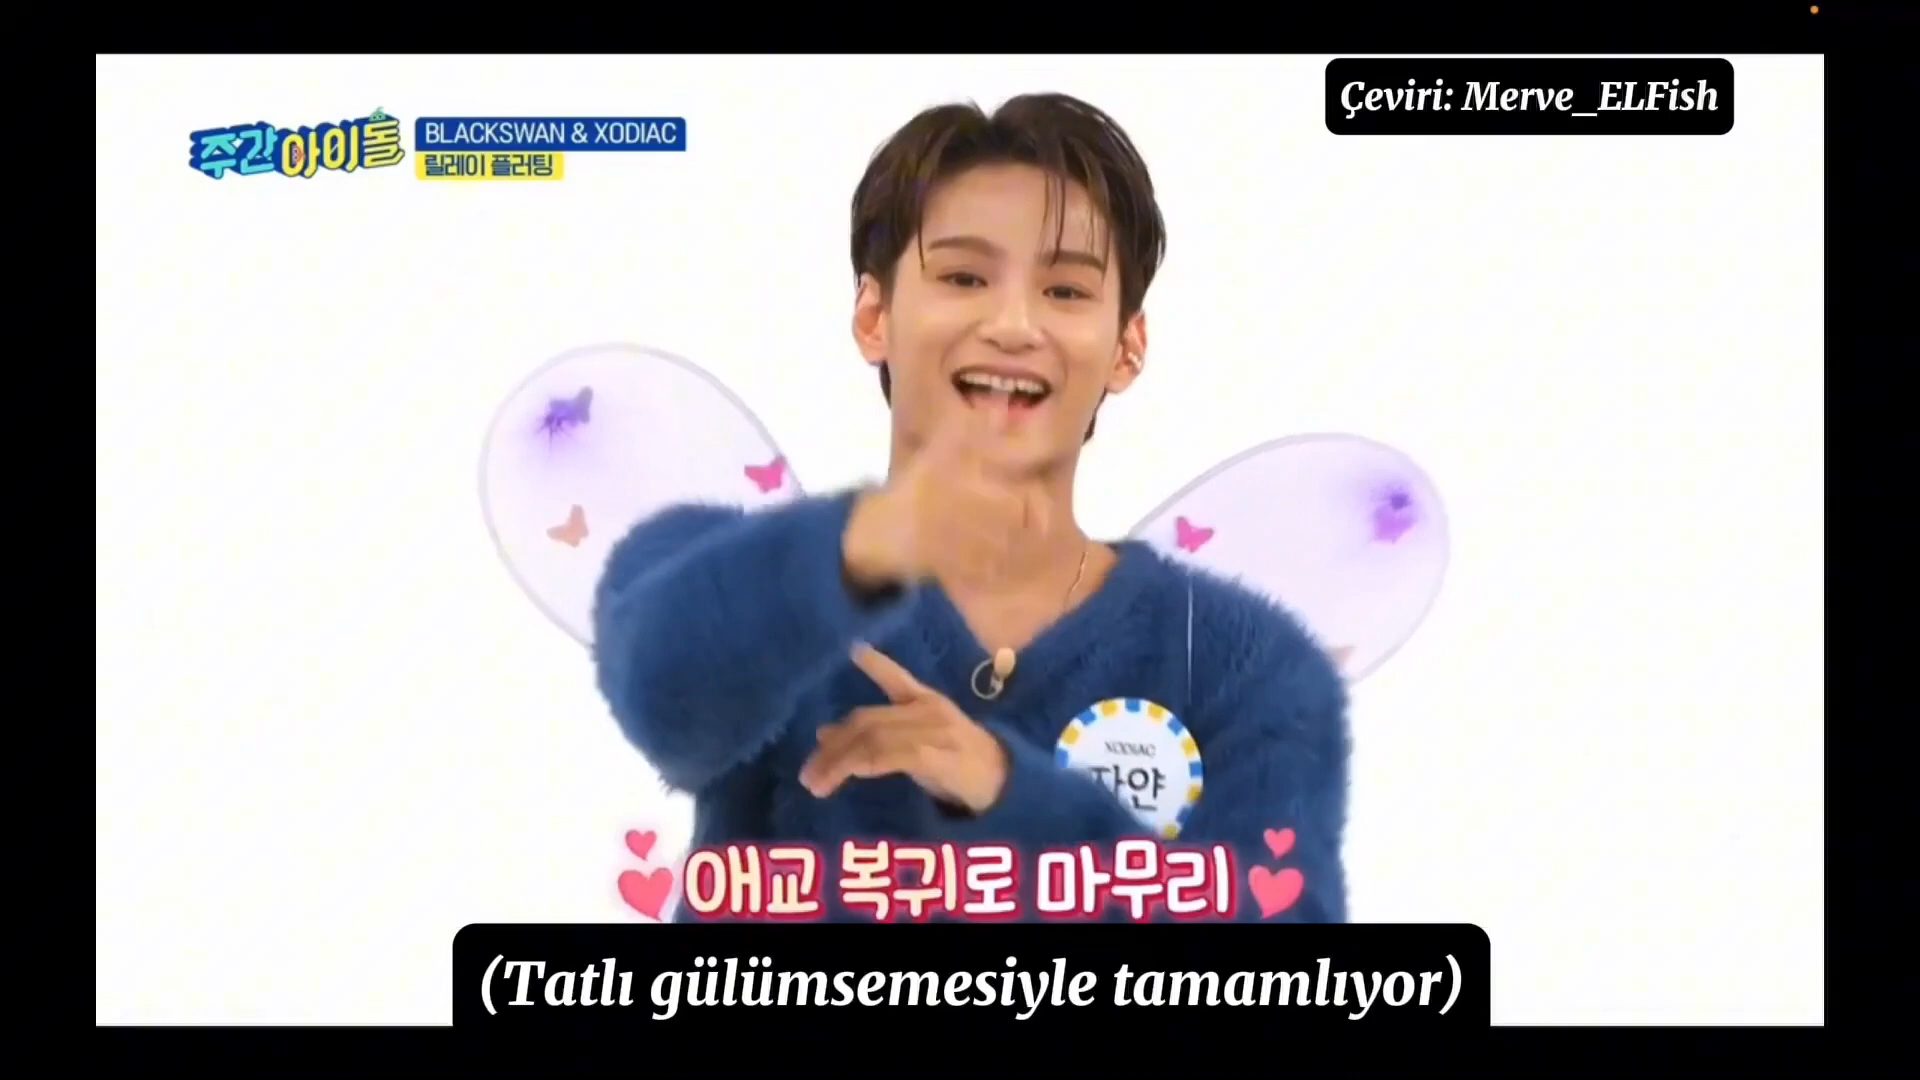 Çeviri: Merve_ELFish
주간아이돌
BLACKSWAN & XODIAC
릴레이 플러팅
XODIAC
자얀
애교 복귀로 마무리
(Tatlı gülümsemesiyle tamamlıyor)